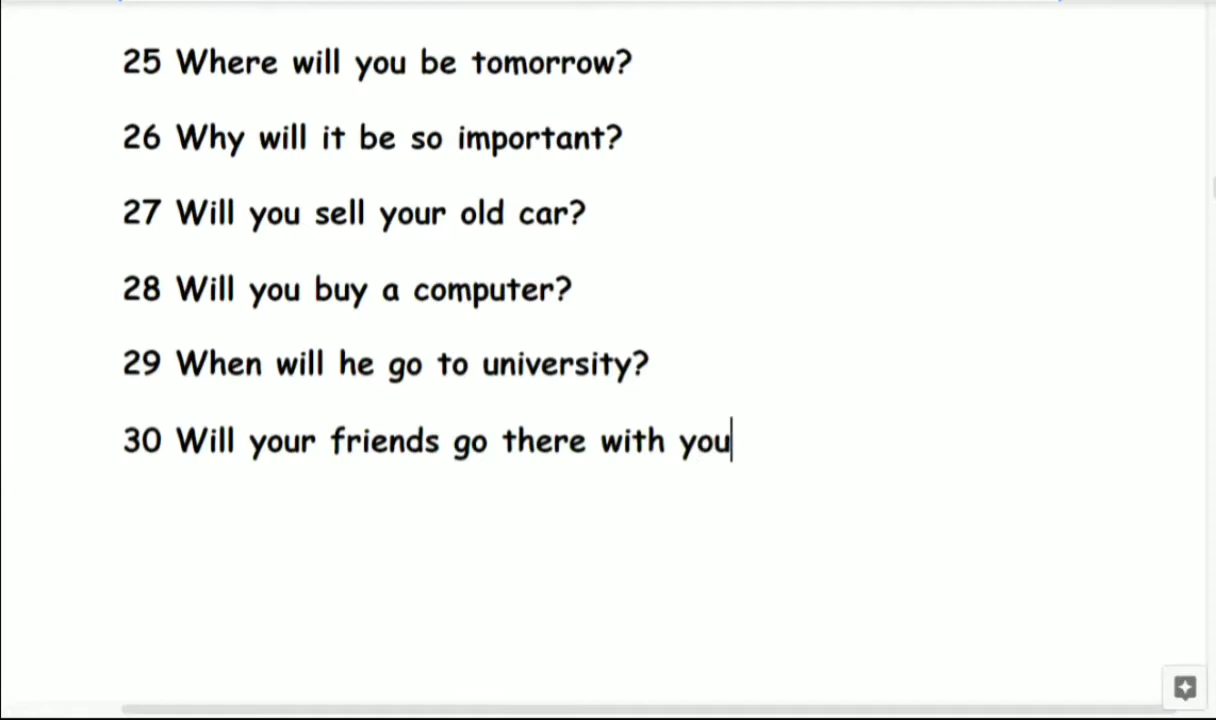 25 Where will you be tomorrow?
26 Why will it be so important?
27 Will you sell your old car?
28 Will you buy a computer?
29 When will he go to university?
30 Will your friends go there with you